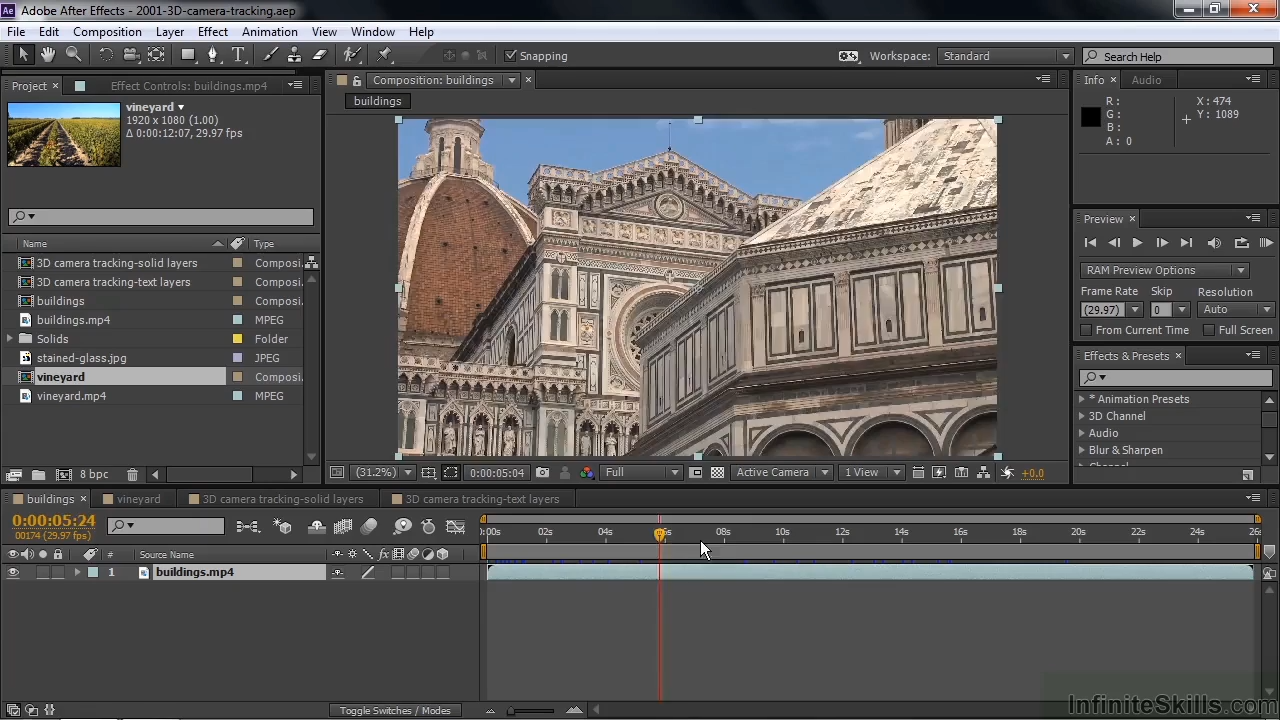 Ae Adobe After Effects - 2001-3D-camera-tracking.aep
File Edit Composition Layer Effect Animation View Window Help
Snapping Workspace: Standard Search Help
Project Effect Controls: buildings.mp4
vineyard
1920 x 1080 (1.00)
Δ 0:00:12:07, 29.97 fps
Name Type
3D camera tracking-solid layers Composi
3D camera tracking-text layers Composi
buildings Composi
buildings.mp4 MPEG
Solids Folder
stained-glass.jpg JPEG
vineyard Composi
vineyard.mp4 MPEG
8 bpc
Composition: buildings
buildings
(31.2%) 0:00:05:04 Full Active Camera 1 View +0.0
Info Audio
R: X: 474
G: Y: 1089
B:
A: 0
Preview
RAM Preview Options
Frame Rate Skip Resolution
(29.97) 0 Auto
From Current Time Full Screen
Effects & Presets
* Animation Presets
3D Channel
Audio
Blur & Sharpen
buildings vineyard 3D camera tracking-solid layers 3D camera tracking-text layers
0:00:05:24
00174 (29.97 fps)
# Source Name
1 buildings.mp4
:00s 02s 04s 08s 10s 12s 14s 16s 18s 20s 22s 24s 26s
Toggle Switches / Modes
InfiniteSkills.com